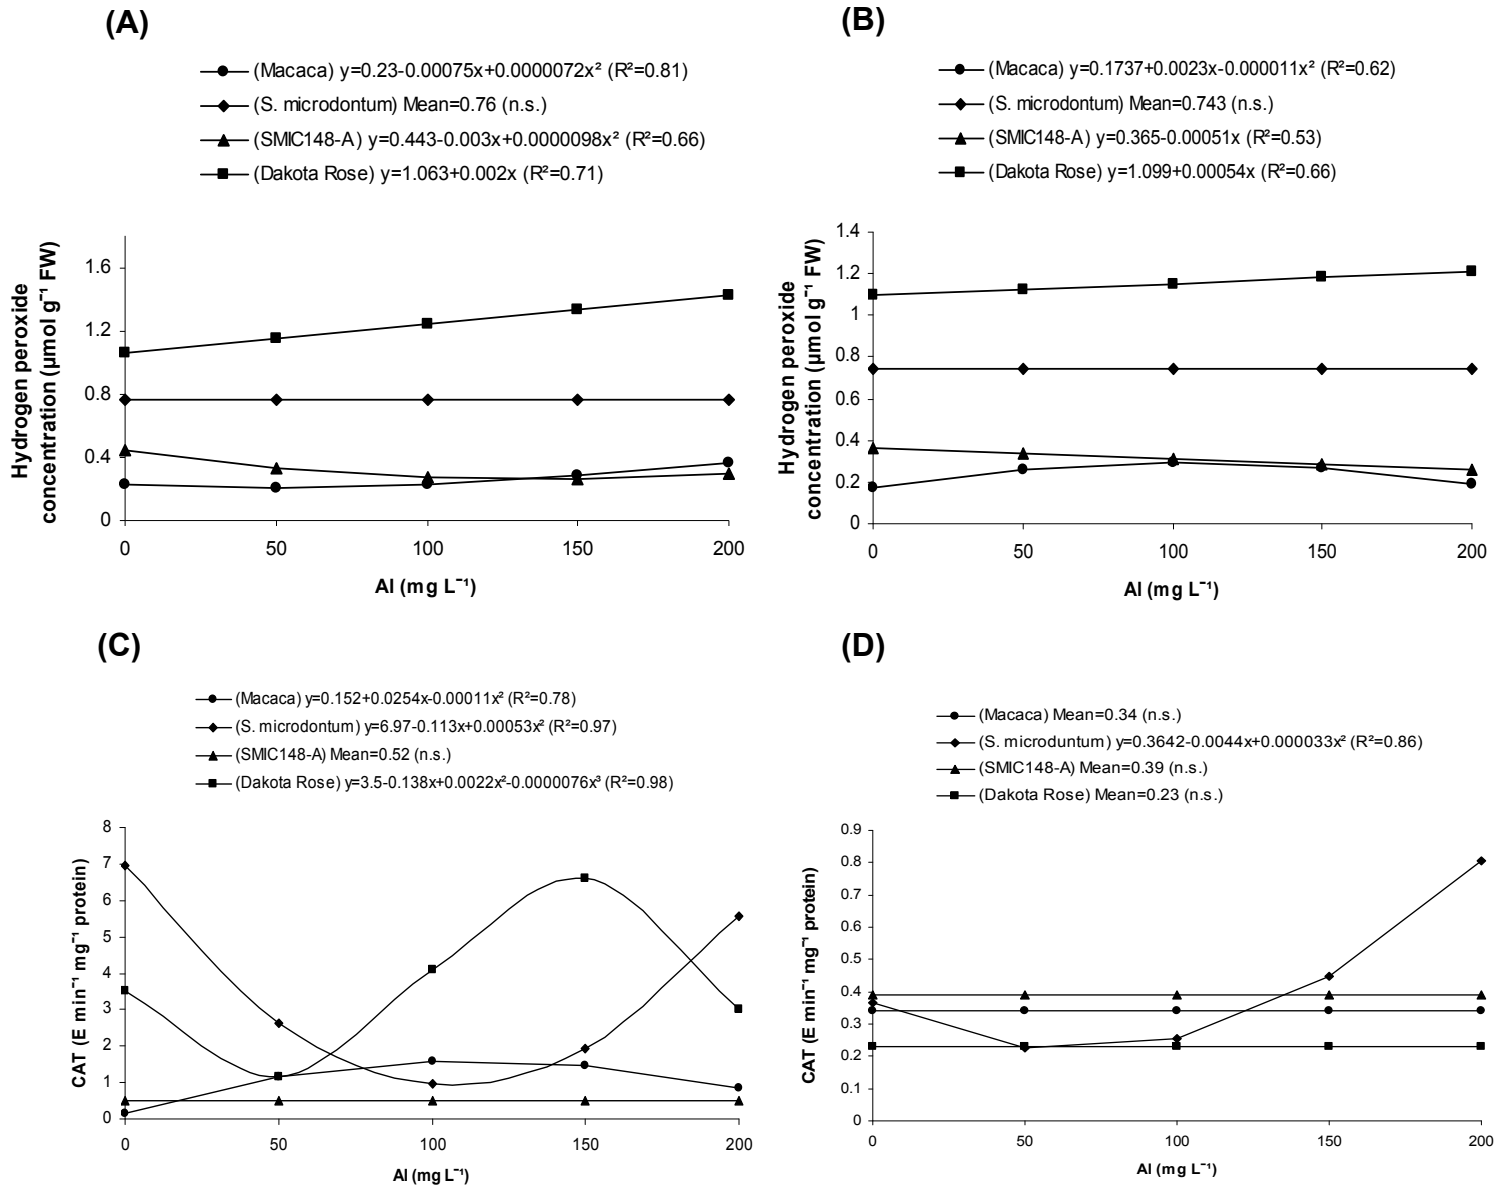 (A)
(Macaca) y=0.23-0.00075x+0.0000072x² (R²=0.81)
(S. microdontum) Mean=0.76 (n.s.)
(SMIC148-A) y=0.443-0.003x+0.0000098x² (R²=0.66)
(Dakota Rose) y=1.063+0.002x (R²=0.71)
Hydrogen peroxide
concentration (µmol g⁻¹ FW)
1.6
1.2
0.8
0.4
0
0 50 100 150 200
Al (mg L⁻¹)
(B)
(Macaca) y=0.1737+0.0023x-0.000011x² (R²=0.62)
(S. microdontum) Mean=0.743 (n.s.)
(SMIC148-A) y=0.365-0.00051x (R²=0.53)
(Dakota Rose) y=1.099+0.00054x (R²=0.66)
Hydrogen peroxide
concentration (µmol g⁻¹ FW)
1.4
1.2
1
0.8
0.6
0.4
0.2
0
0 50 100 150 200
Al (mg L⁻¹)
(C)
(Macaca) y=0.152+0.0254x-0.00011x² (R²=0.78)
(S. microdontum) y=6.97-0.113x+0.00053x² (R²=0.97)
(SMIC148-A) Mean=0.52 (n.s.)
(Dakota Rose) y=3.5-0.138x+0.0022x²-0.0000076x³ (R²=0.98)
CAT (E min⁻¹ mg⁻¹ protein)
8
7
6
5
4
3
2
1
0
0 50 100 150 200
Al (mg L⁻¹)
(D)
(Macaca) Mean=0.34 (n.s.)
(S. microduntum) y=0.3642-0.0044x+0.000033x² (R²=0.86)
(SMIC148-A) Mean=0.39 (n.s.)
(Dakota Rose) Mean=0.23 (n.s.)
CAT (E min⁻¹ mg⁻¹ protein)
0.9
0.8
0.7
0.6
0.5
0.4
0.3
0.2
0.1
0
0 50 100 150 200
Al (mg L⁻¹)